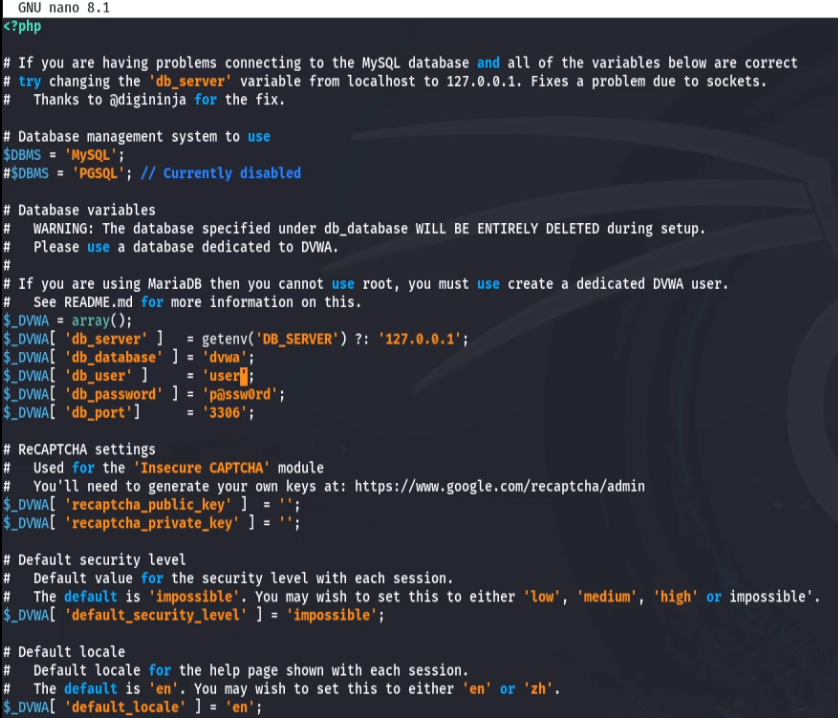 GNU nano 8.1
<?php

# If you are having problems connecting to the MySQL database and all of the variables below are correct
# try changing the 'db_server' variable from localhost to 127.0.0.1. Fixes a problem due to sockets.
#   Thanks to @digininja for the fix.

# Database management system to use
$DBMS = 'MySQL';
#$DBMS = 'PGSQL'; // Currently disabled

# Database variables
#   WARNING: The database specified under db_database WILL BE ENTIRELY DELETED during setup.
#   Please use a database dedicated to DVWA.
#
# If you are using MariaDB then you cannot use root, you must use create a dedicated DVWA user.
#   See README.md for more information on this.
$_DVWA = array();
$_DVWA[ 'db_server' ]   = getenv('DB_SERVER') ?: '127.0.0.1';
$_DVWA[ 'db_database' ] = 'dvwa';
$_DVWA[ 'db_user' ]     = 'user';
$_DVWA[ 'db_password' ] = 'p@ssw0rd';
$_DVWA[ 'db_port']      = '3306';

# ReCAPTCHA settings
#   Used for the 'Insecure CAPTCHA' module
#   You'll need to generate your own keys at: https://www.google.com/recaptcha/admin
$_DVWA[ 'recaptcha_public_key' ]  = '';
$_DVWA[ 'recaptcha_private_key' ] = '';

# Default security level
#   Default value for the security level with each session.
#   The default is 'impossible'. You may wish to set this to either 'low', 'medium', 'high' or impossible'.
$_DVWA[ 'default_security_level' ] = 'impossible';

# Default locale
#   Default locale for the help page shown with each session.
#   The default is 'en'. You may wish to set this to either 'en' or 'zh'.
$_DVWA[ 'default_locale' ] = 'en';